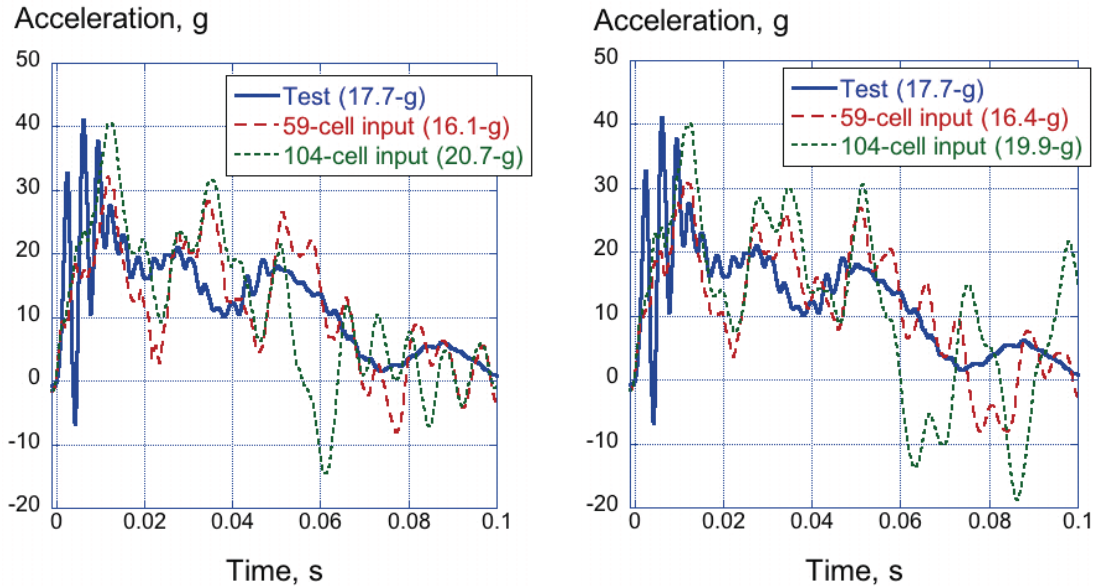 Acceleration, g
50
40
30
20
10
0
-10
-20
Test (17.7-g)
59-cell input (16.1-g)
104-cell input (20.7-g)
0
0.02
0.04
0.06
0.08
0.1
Time, s
Acceleration, g
50
40
30
20
10
0
-10
-20
Test (17.7-g)
59-cell input (16.4-g)
104-cell input (19.9-g)
0
0.02
0.04
0.06
0.08
0.1
Time, s